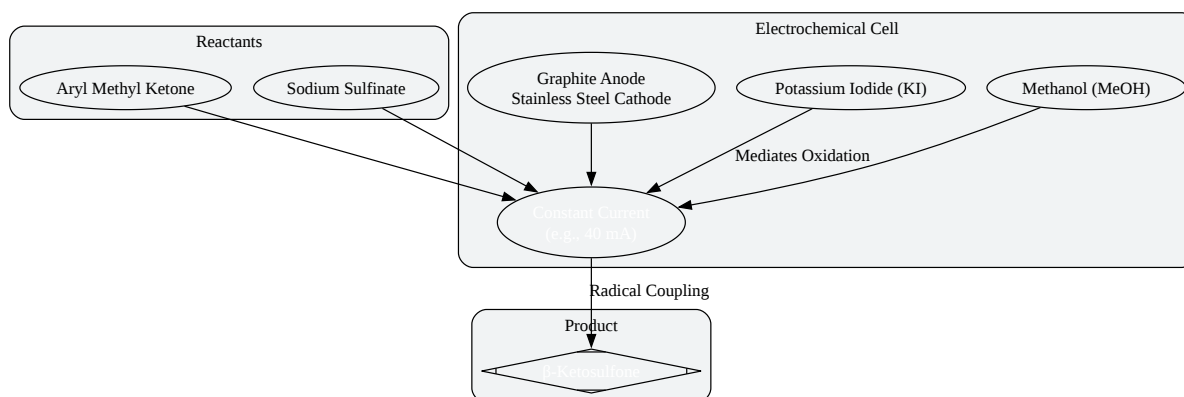 Electrochemical Cell
Reactants
Aryl Methyl Ketone
Sodium Sulfinate
Graphite Anode
Stainless Steel Cathode
Potassium Iodide (KI)
Methanol (MeOH)
Mediates Oxidation
Constant Current
(e.g., 40 mA)
Radical Coupling
Product
β-Ketosulfone